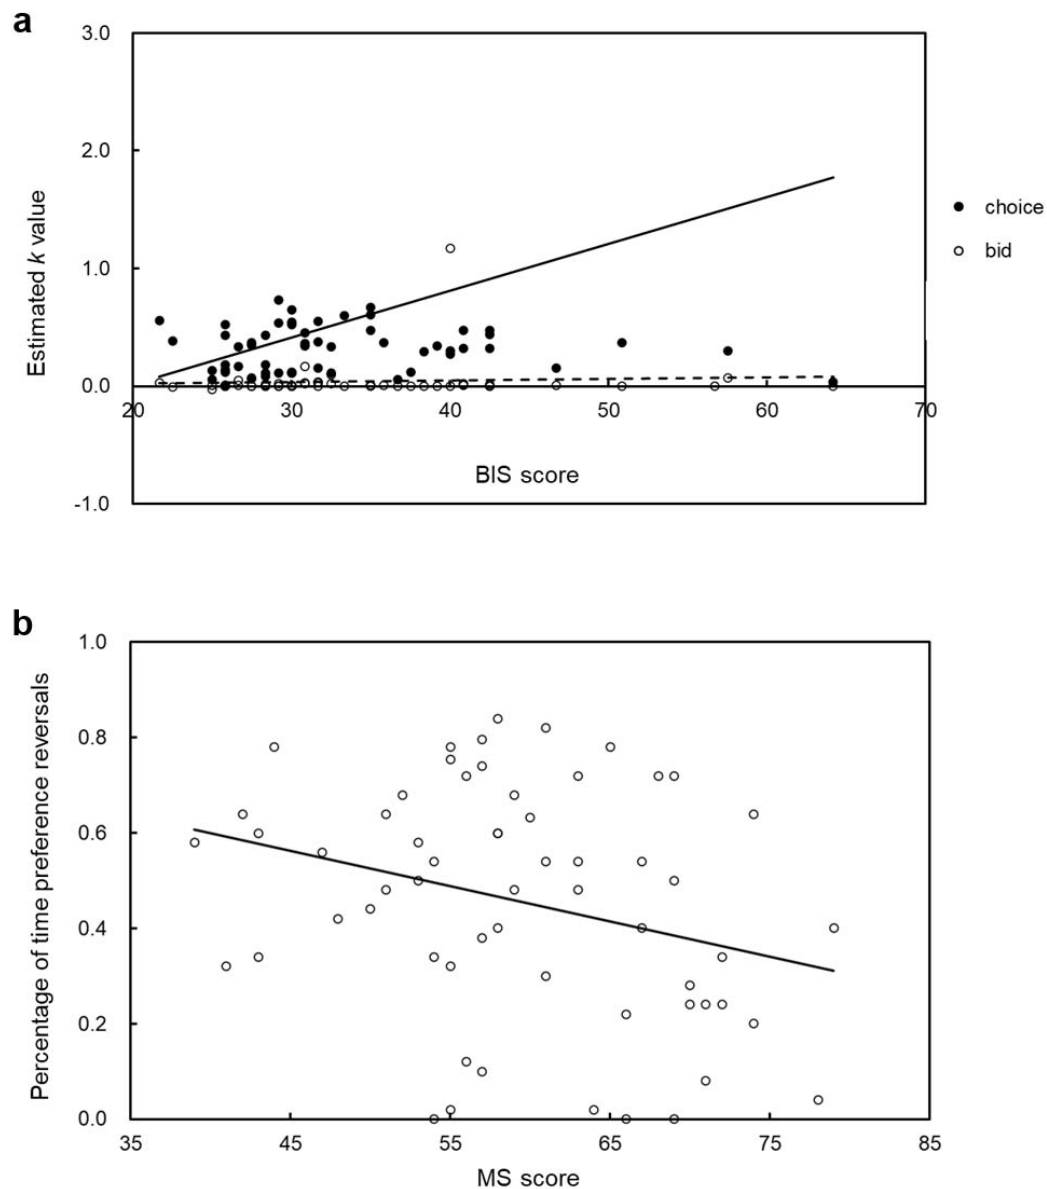 a
3.0
2.0
1.0
0.0
-1.0
Estimated k value
20 30 40 50 60 70
BIS score
choice
bid
b
1.0
0.8
0.6
0.4
0.2
0.0
Percentage of time preference reversals
35 45 55 65 75 85
MS score